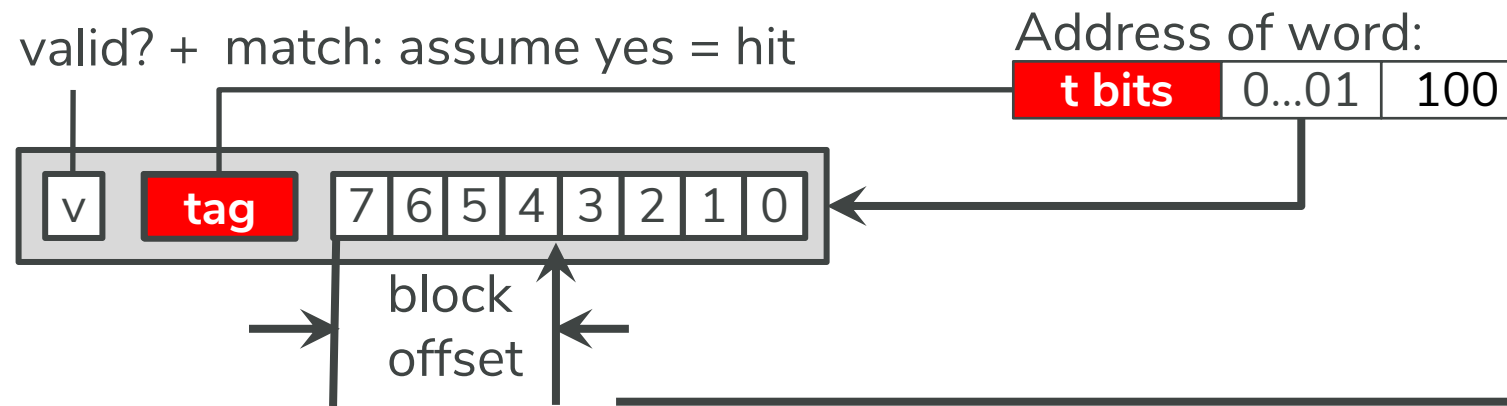 valid? + match: assume yes = hit
Address of word:
t bits 0...01 100
v tag 7 6 5 4 3 2 1 0
block
offset